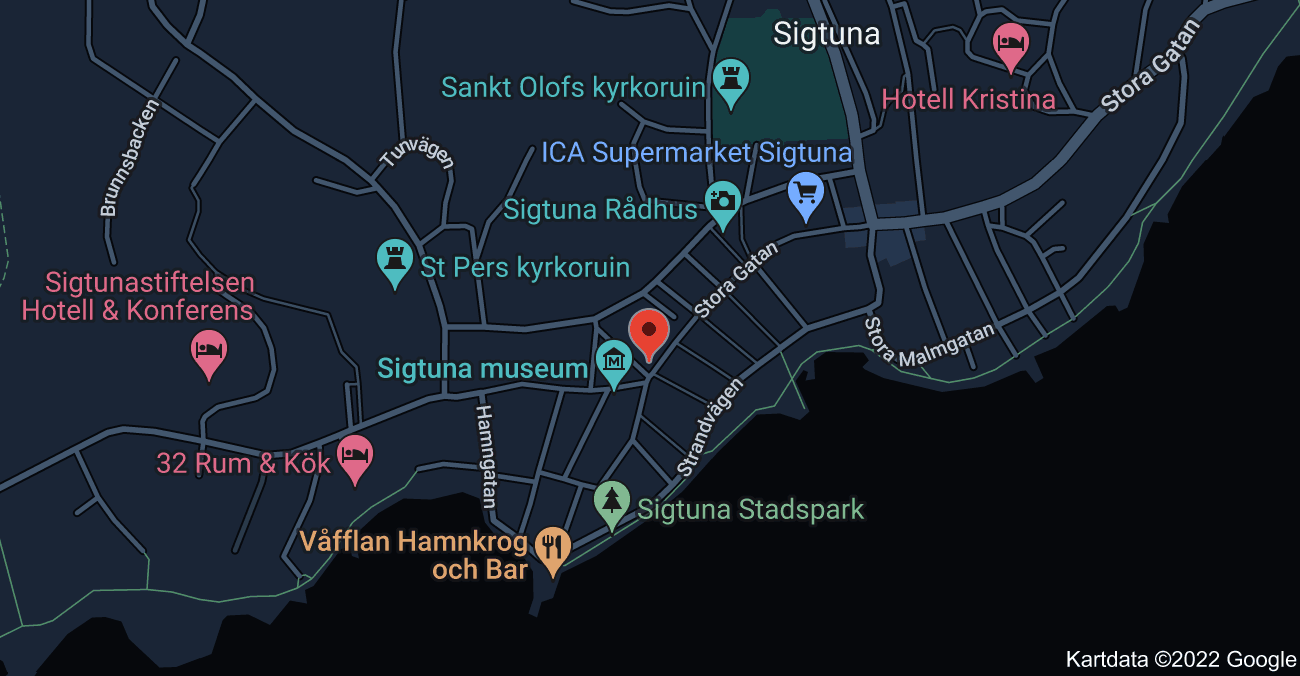 Sigtuna
Stora Gatan
Sankt Olofs kyrkoruin
Hotell Kristina
Brunnsbacken
Tunvägen
ICA Supermarket Sigtuna
Sigtuna Rådhus
St Pers kyrkoruin
Stora Gatan
Sigtunastiftelsen
Hotell & Konferens
Stora Malmgatan
Sigtuna museum
Strandvägen
Hamngatan
32 Rum & Kök
Sigtuna Stadspark
Våfflan Hamnkrog
och Bar
Kartdata ©2022 Google